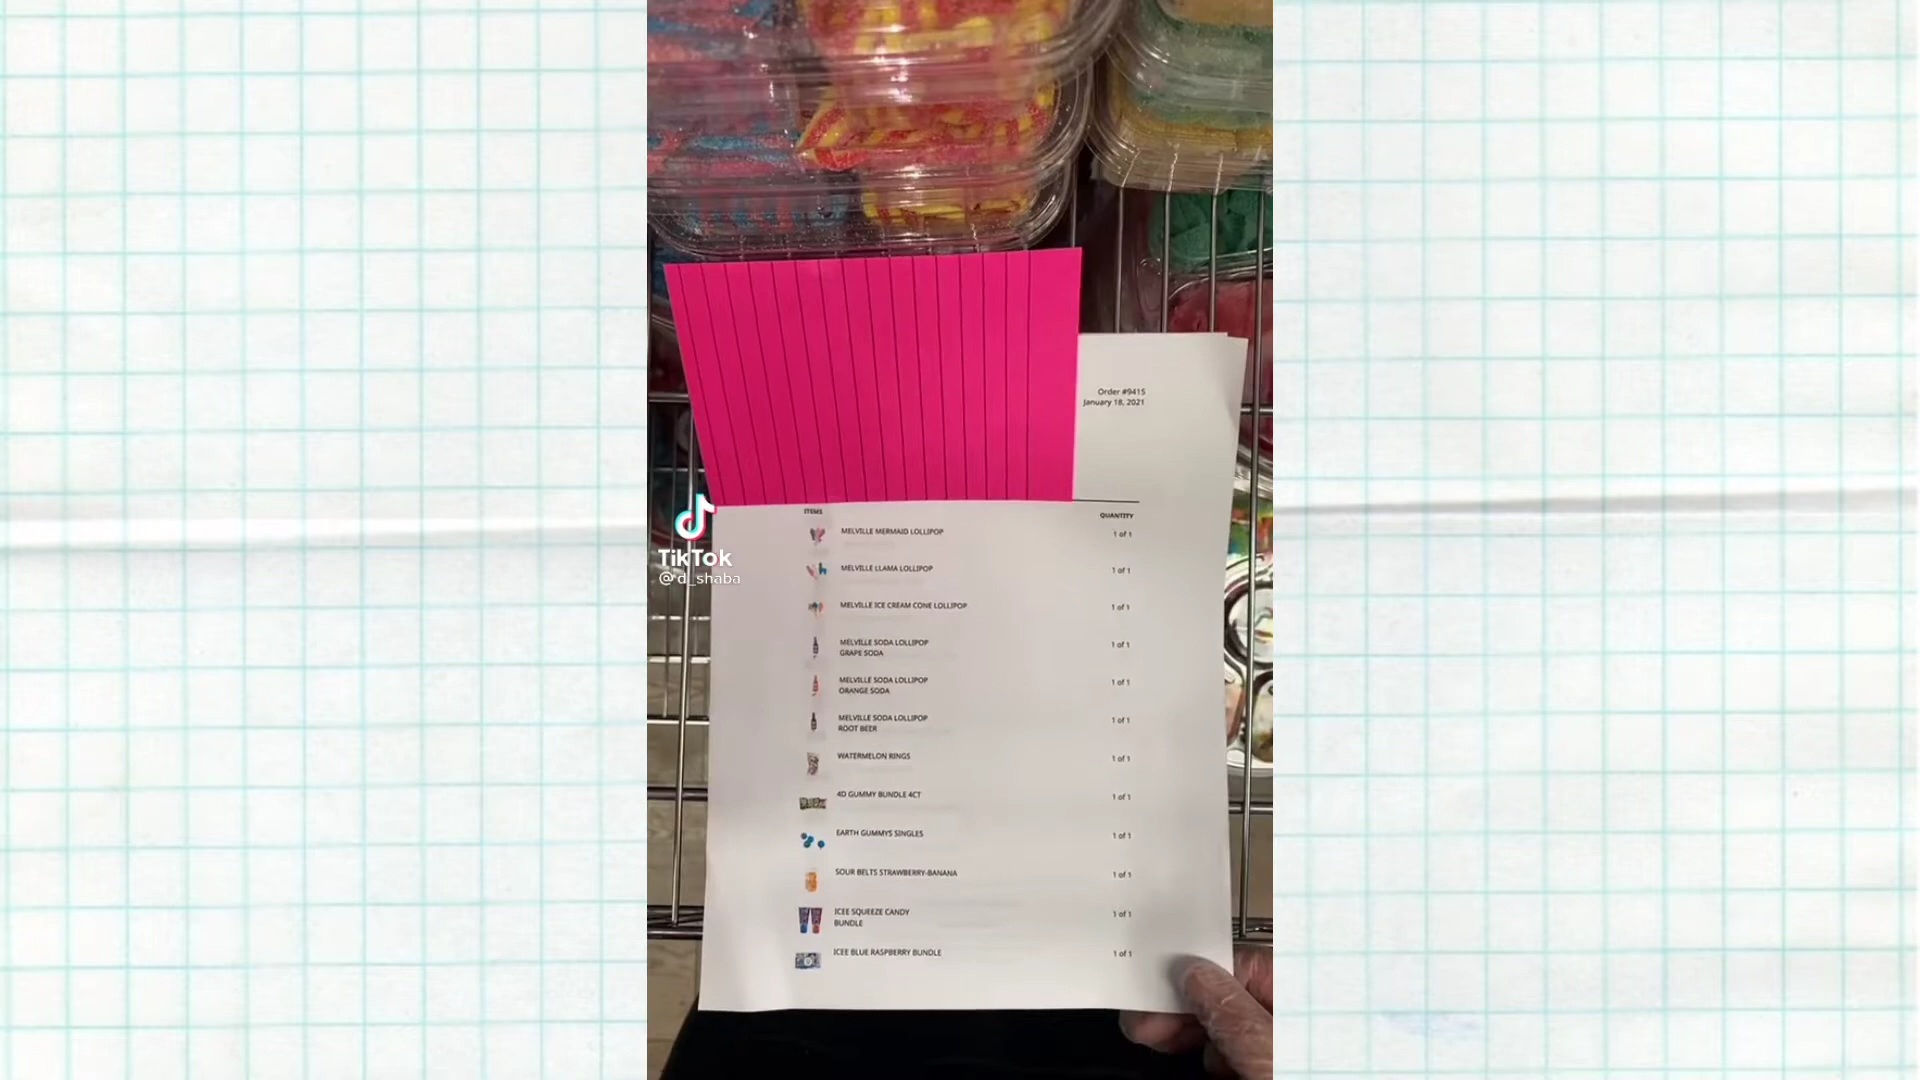 Order #9415
January 18, 2021
ITEMS QUANTITY
MELVILLE MERMAID LOLLIPOP 1 of 1
MELVILLE LLAMA LOLLIPOP 1 of 1
MELVILLE ICE CREAM CONE LOLLIPOP 1 of 1
MELVILLE SODA LOLLIPOP 1 of 1
GRAPE SODA
MELVILLE SODA LOLLIPOP 1 of 1
ORANGE SODA
MELVILLE SODA LOLLIPOP 1 of 1
ROOT BEER
WATERMELON RINGS 1 of 1
4D GUMMY BUNDLE 4CT 1 of 1
EARTH GUMMYS SINGLES 1 of 1
SOUR BELTS STRAWBERRY-BANANA 1 of 1
ICEE SQUEEZE CANDY 1 of 1
BUNDLE
ICEE BLUE RASPBERRY BUNDLE 1 of 1
TikTok
@d_shaba